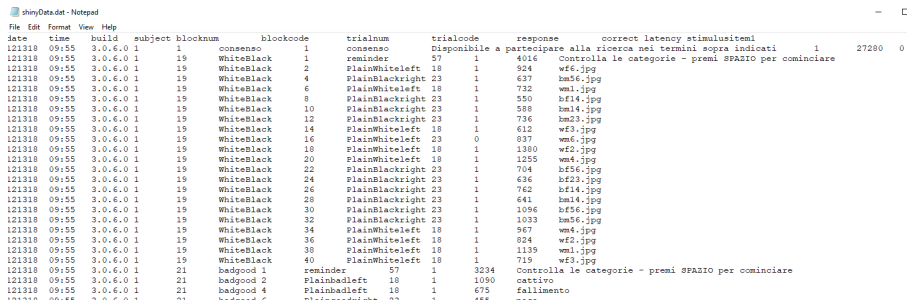 shinyData.dat - Notepad
File Edit Format View Help
date time build subject blocknum blockcode trialnum trialcode response correct latency stimulusitem1
121318 09:55 3.0.6.0 1 1 consenso 1 consenso Disponibile a partecipare alla ricerca nei termini sopra indicati 1 27280 0
121318 09:55 3.0.6.0 1 19 WhiteBlack 1 reminder 57 1 4016 Controlla le categorie - premi SPAZIO per cominciare
121318 09:55 3.0.6.0 1 19 WhiteBlack 2 PlainWhiteleft 18 1 924 wf6.jpg
121318 09:55 3.0.6.0 1 19 WhiteBlack 4 PlainBlackright 23 1 637 bm56.jpg
121318 09:55 3.0.6.0 1 19 WhiteBlack 6 PlainWhiteleft 18 1 732 wm1.jpg
121318 09:55 3.0.6.0 1 19 WhiteBlack 8 PlainBlackright 23 1 550 bf14.jpg
121318 09:55 3.0.6.0 1 19 WhiteBlack 10 PlainBlackright 23 1 588 bm14.jpg
121318 09:55 3.0.6.0 1 19 WhiteBlack 12 PlainBlackright 23 1 736 bm23.jpg
121318 09:55 3.0.6.0 1 19 WhiteBlack 14 PlainWhiteleft 18 1 612 wf3.jpg
121318 09:55 3.0.6.0 1 19 WhiteBlack 16 PlainWhiteleft 23 0 837 wm6.jpg
121318 09:55 3.0.6.0 1 19 WhiteBlack 18 PlainWhiteleft 18 1 1380 wf2.jpg
121318 09:55 3.0.6.0 1 19 WhiteBlack 20 PlainWhiteleft 18 1 1255 wm4.jpg
121318 09:55 3.0.6.0 1 19 WhiteBlack 22 PlainBlackright 23 1 704 bf56.jpg
121318 09:55 3.0.6.0 1 19 WhiteBlack 24 PlainBlackright 23 1 636 bf23.jpg
121318 09:55 3.0.6.0 1 19 WhiteBlack 26 PlainBlackright 23 1 762 bf14.jpg
121318 09:55 3.0.6.0 1 19 WhiteBlack 28 PlainBlackright 23 1 641 bm14.jpg
121318 09:55 3.0.6.0 1 19 WhiteBlack 30 PlainBlackright 23 1 1096 bf56.jpg
121318 09:55 3.0.6.0 1 19 WhiteBlack 32 PlainBlackright 23 1 1033 bm56.jpg
121318 09:55 3.0.6.0 1 19 WhiteBlack 34 PlainWhiteleft 18 1 967 wm4.jpg
121318 09:55 3.0.6.0 1 19 WhiteBlack 36 PlainWhiteleft 18 1 824 wf2.jpg
121318 09:55 3.0.6.0 1 19 WhiteBlack 38 PlainWhiteleft 18 1 1139 wm1.jpg
121318 09:55 3.0.6.0 1 19 WhiteBlack 40 PlainWhiteleft 18 1 719 wf3.jpg
121318 09:55 3.0.6.0 1 21 badgood 1 reminder 57 1 3234 Controlla le categorie - premi SPAZIO per cominciare
121318 09:55 3.0.6.0 1 21 badgood 2 Plainbadleft 18 1 1090 cattivo
121318 09:55 3.0.6.0 1 21 badgood 4 Plainbadleft 18 1 675 fallimento